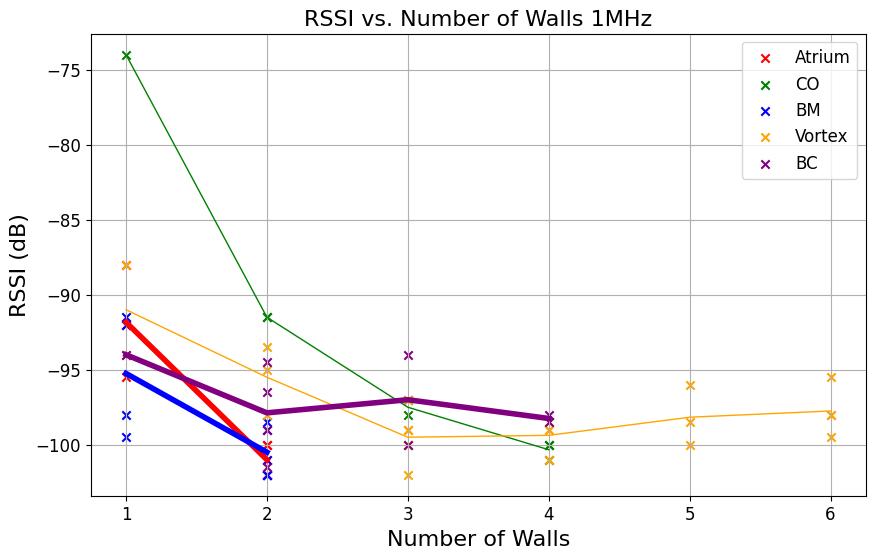 RSSI vs. Number of Walls 1MHz
Atrium
CO
BM
Vortex
BC
RSSI (dB)
−75
−80
−85
−90
−95
−100
1 2 3 4 5 6
Number of Walls